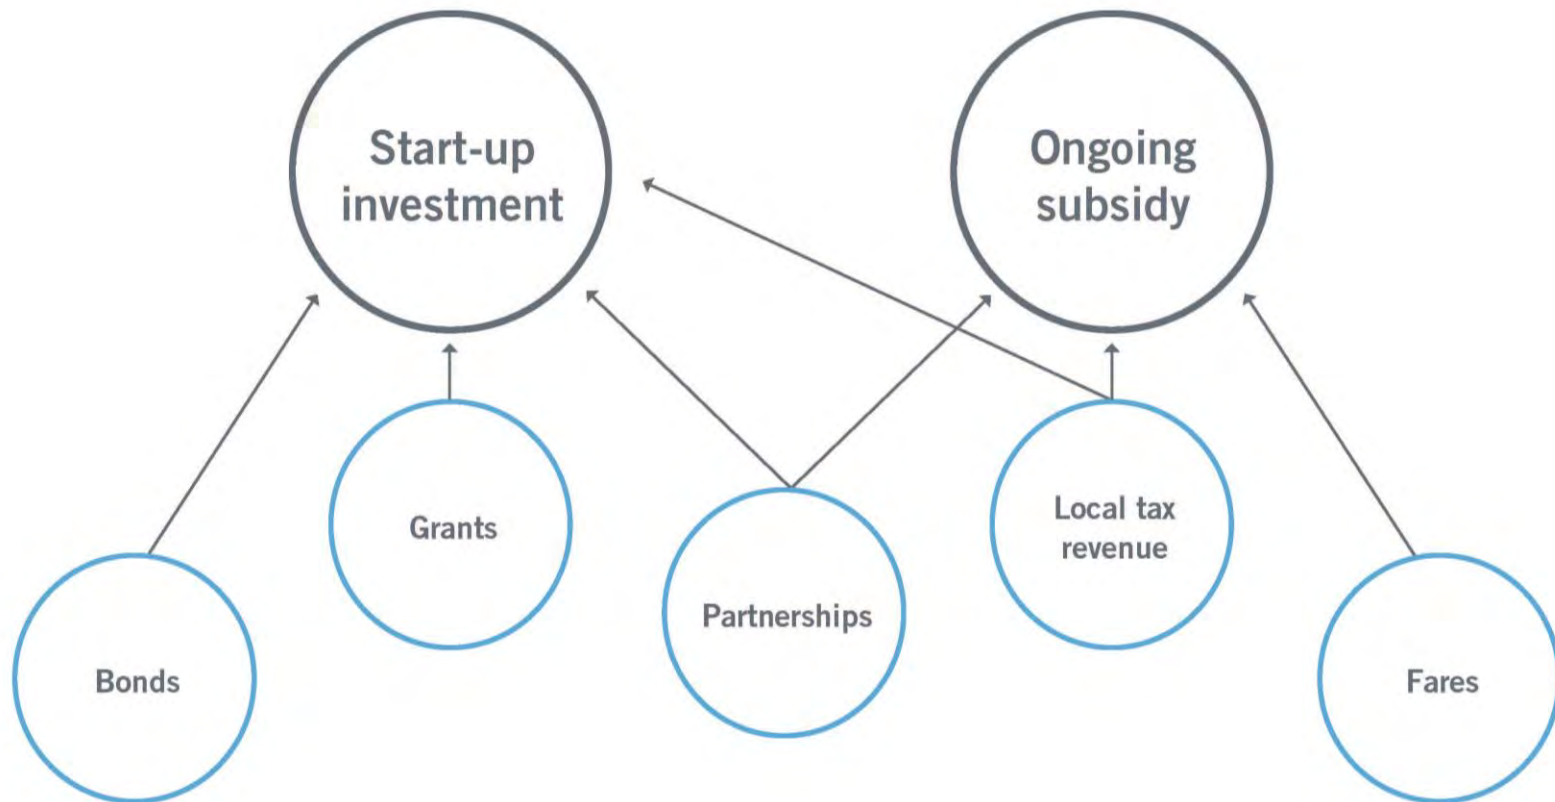 Start-up
investment
Ongoing
subsidy
Grants
Local tax
revenue
Partnerships
Bonds
Fares